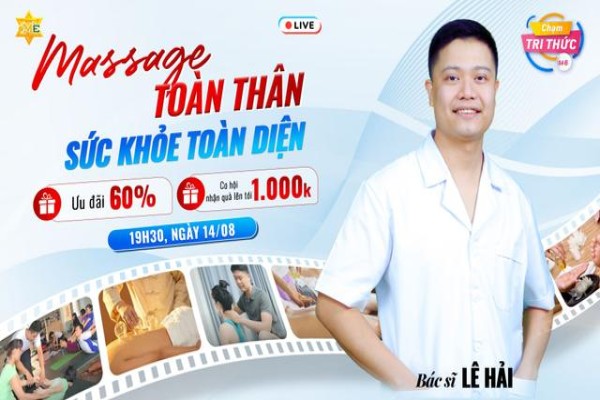 ME
LIVE
Chạm
TRI THỨC
Massage
TOÀN THÂN
SỨC KHỎE TOÀN DIỆN
Ưu đãi 60%
Cơ hội
nhận quà lên tới 1.000k
19H30, NGÀY 14/08
Bác sĩ LÊ HẢI